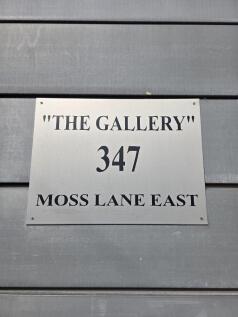 "THE GALLERY"
347
MOSS LANE EAST